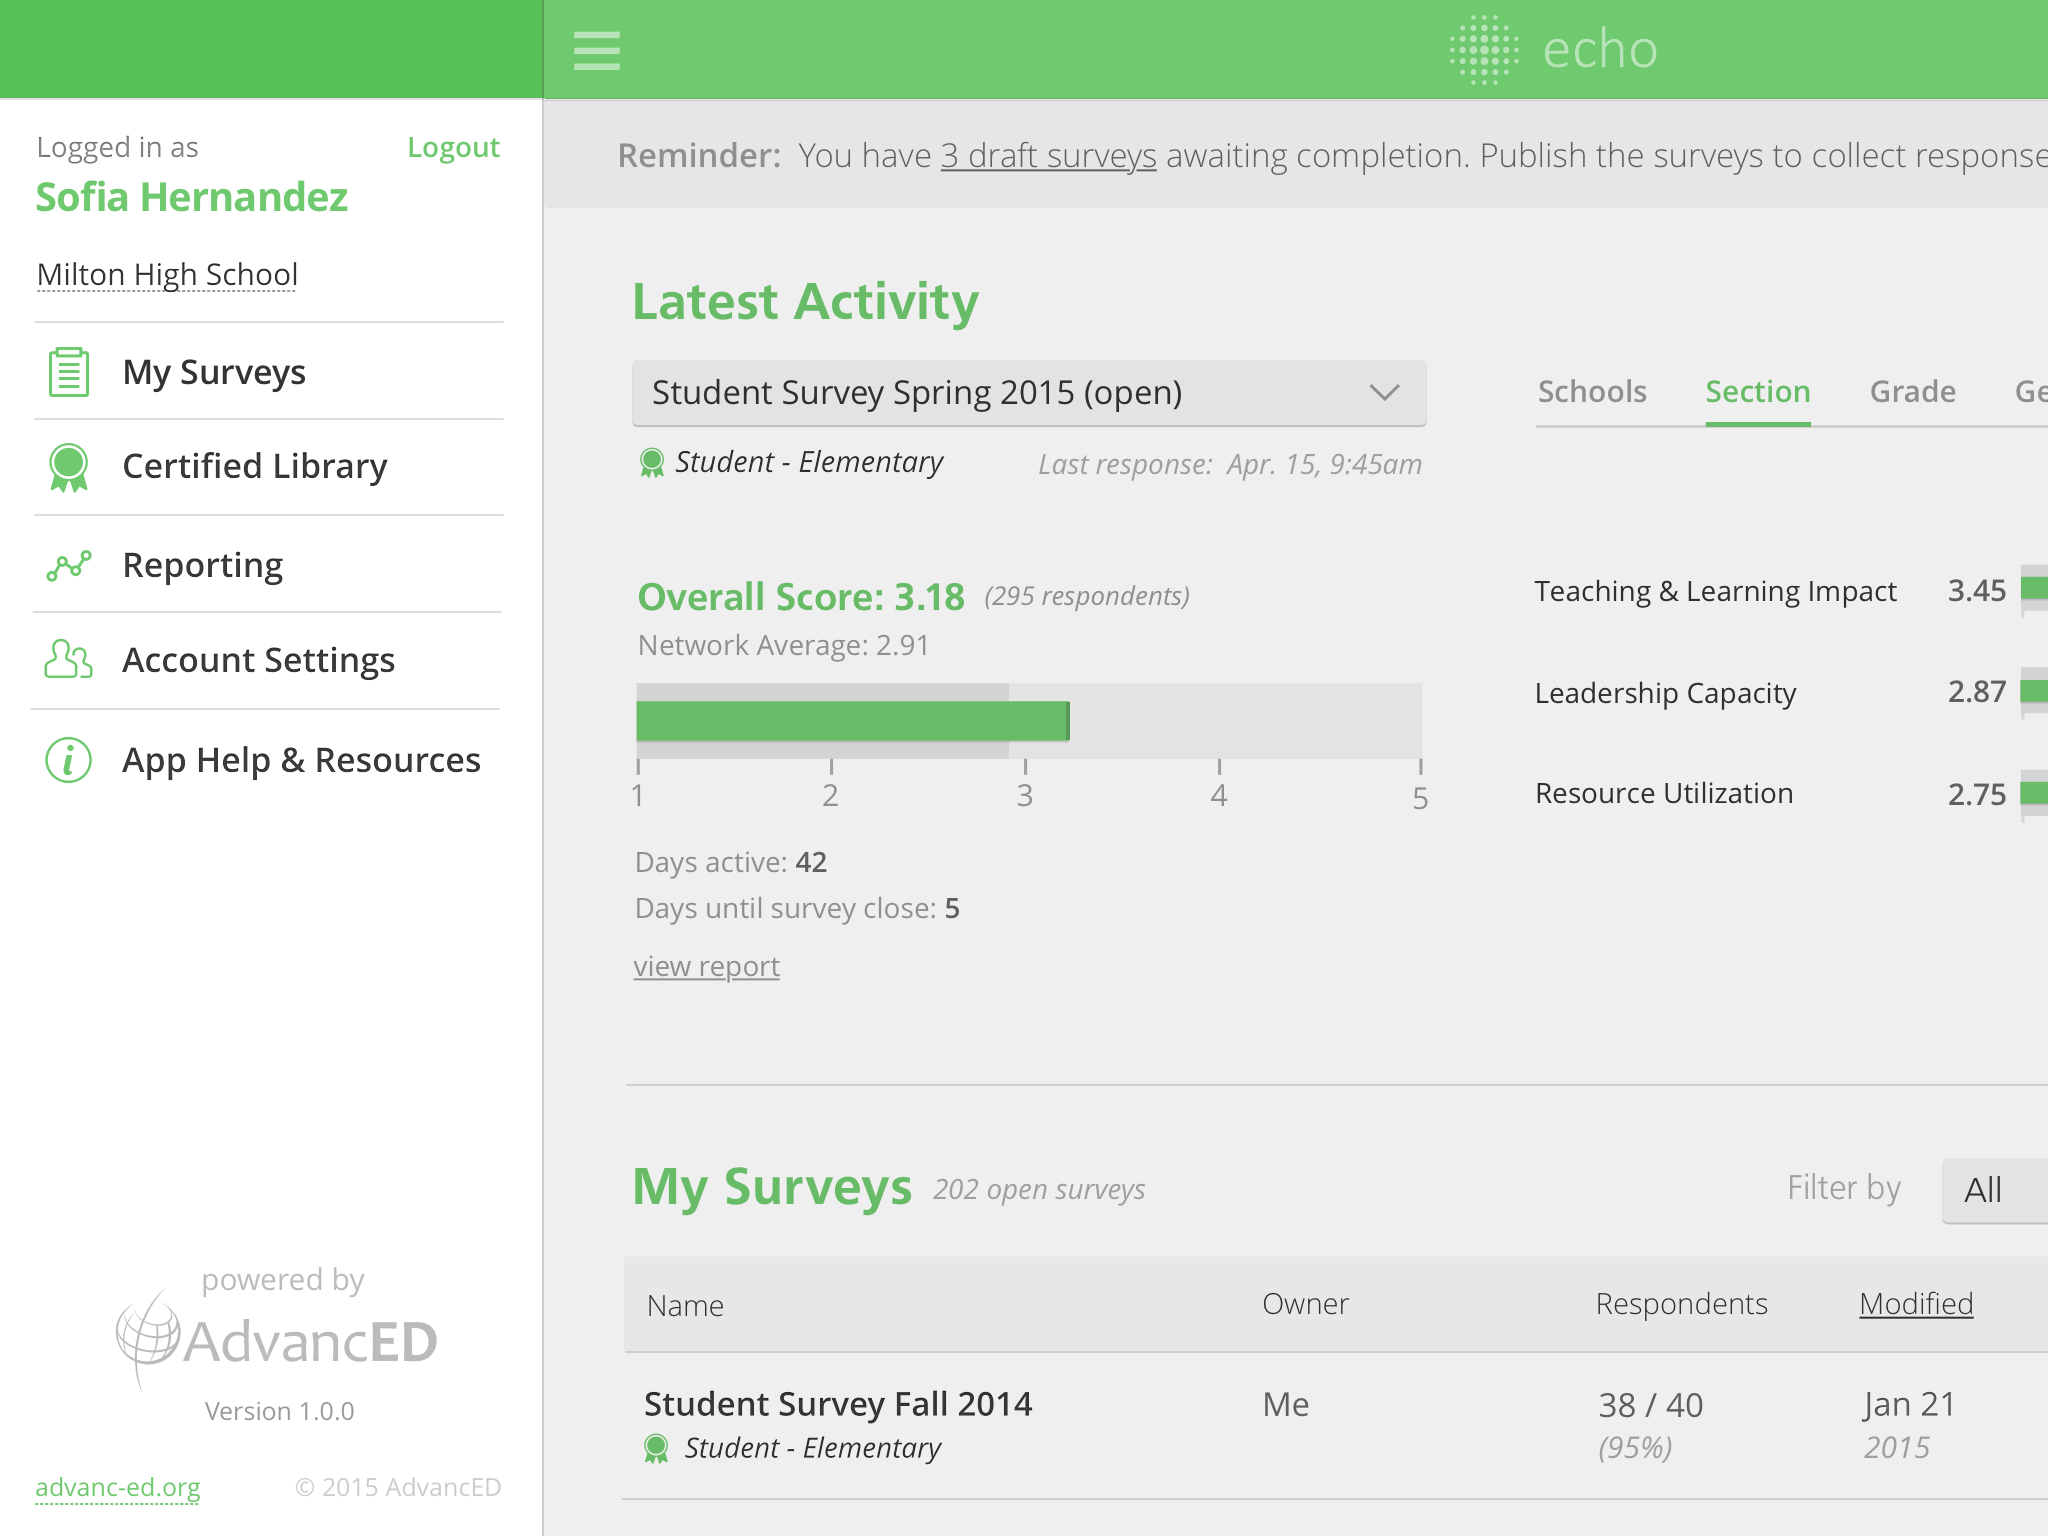 echo
Logged in as
Logout
Sofia Hernandez
Milton High School
My Surveys
Certified Library
Reporting
Account Settings
App Help & Resources
powered by
AdvancED
Version 1.0.0
advanc-ed.org
© 2015 AdvancED
Reminder: You have 3 draft surveys awaiting completion. Publish the surveys to collect response
Latest Activity
Student Survey Spring 2015 (open)
Student - Elementary
Last response: Apr. 15, 9:45am
Overall Score: 3.18 (295 respondents)
Network Average: 2.91
1 2 3 4 5
Days active: 42
Days until survey close: 5
view report
Schools Section Grade Ge
Teaching & Learning Impact 3.45
Leadership Capacity 2.87
Resource Utilization 2.75
My Surveys 202 open surveys
Filter by All
Name Owner Respondents Modified
Student Survey Fall 2014 Me 38 / 40 Jan 21
Student - Elementary (95%) 2015